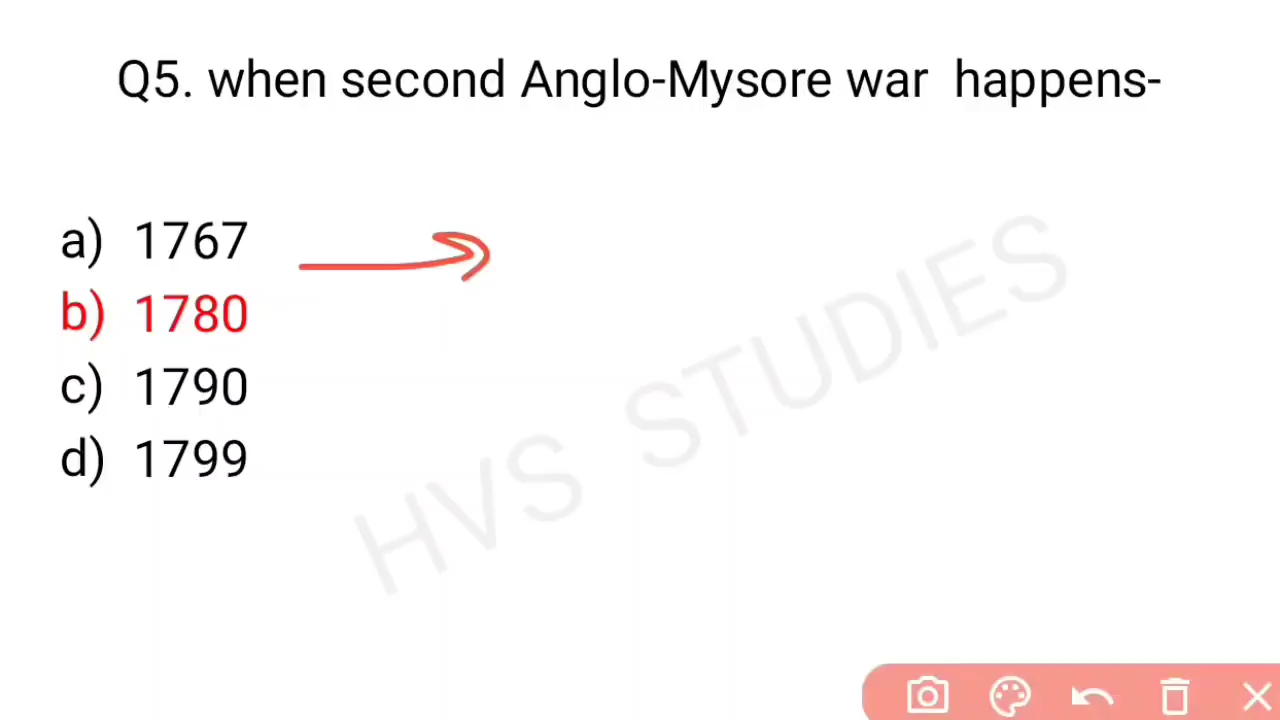 Q5. when second Anglo-Mysore war  happens-
a) 1767
b) 1780
c) 1790
d) 1799
HVS STUDIES